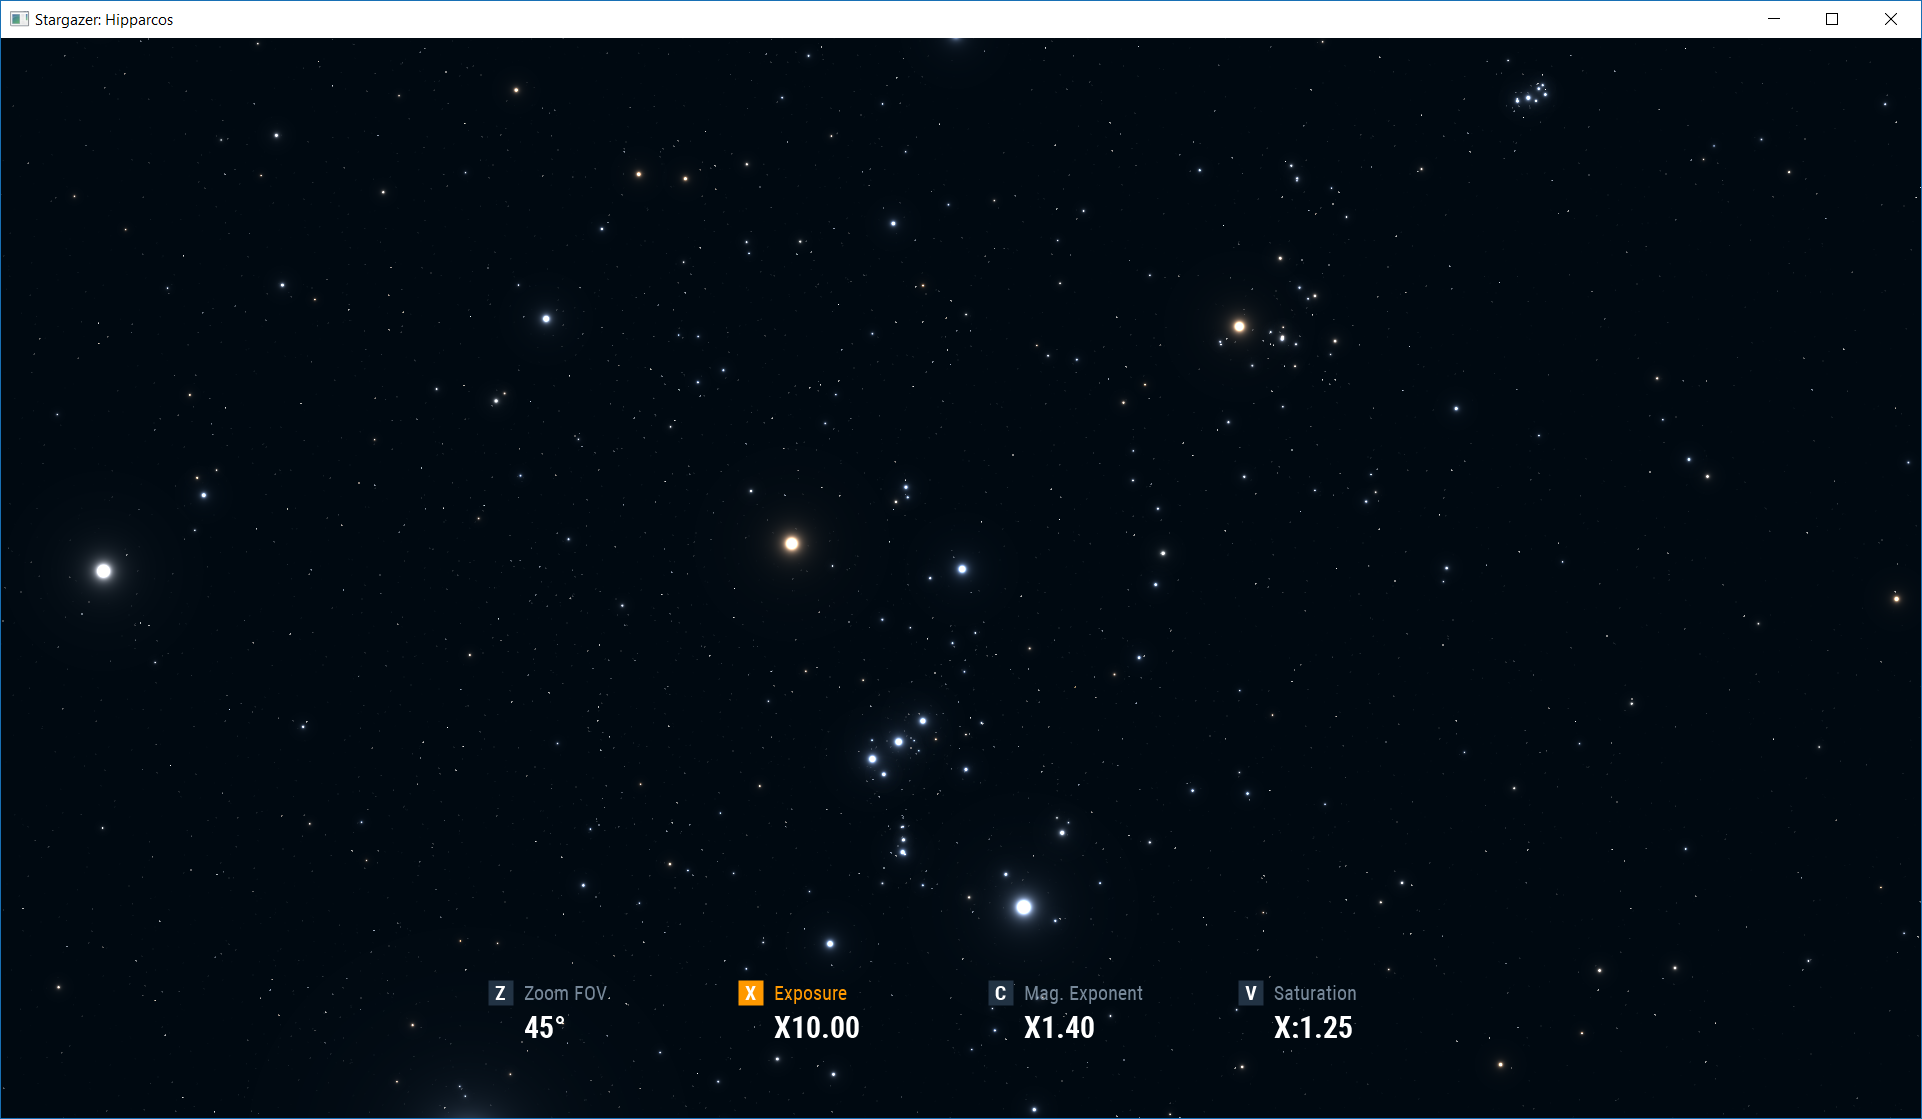 Stargazer: Hipparcos
Z Zoom FOV
45°
X Exposure
X10.00
C Mag. Exponent
X1.40
V Saturation
X:1.25